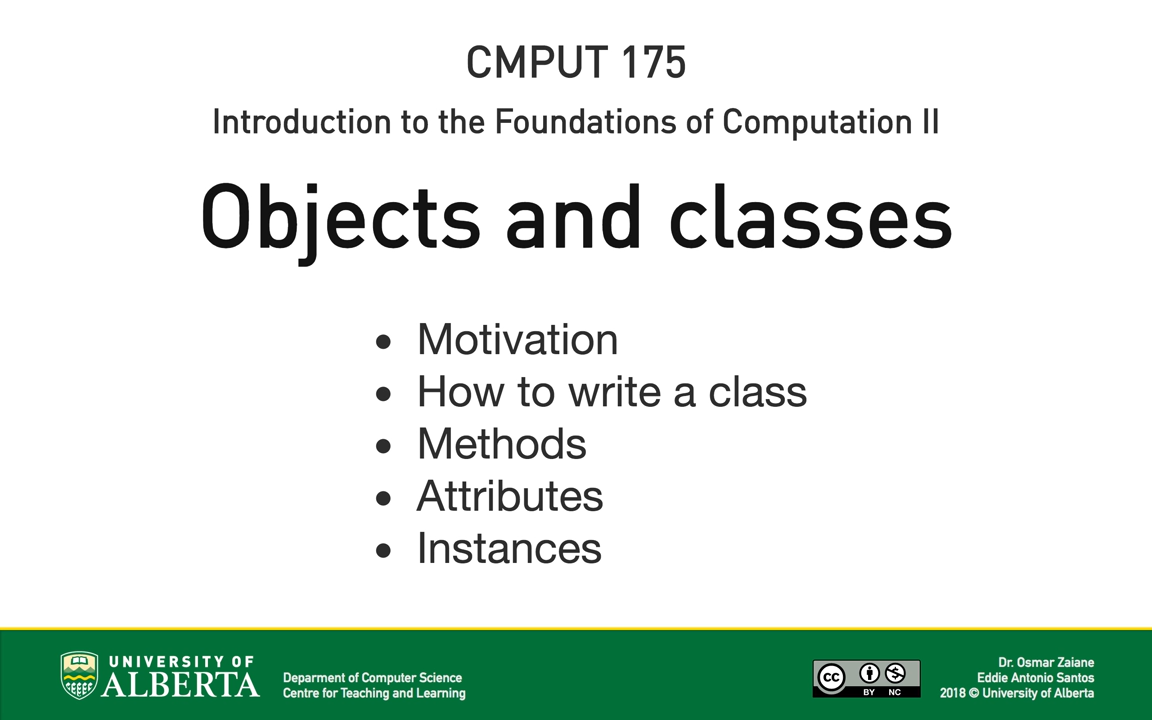 CMPUT 175
Introduction to the Foundations of Computation II
Objects and classes
• Motivation
• How to write a class
• Methods
• Attributes
• Instances
UNIVERSITY OF
ALBERTA
Deparment of Computer Science
Centre for Teaching and Learning
cc
BY NC
Dr. Osmar Zaiane
Eddie Antonio Santos
2018 © University of Alberta